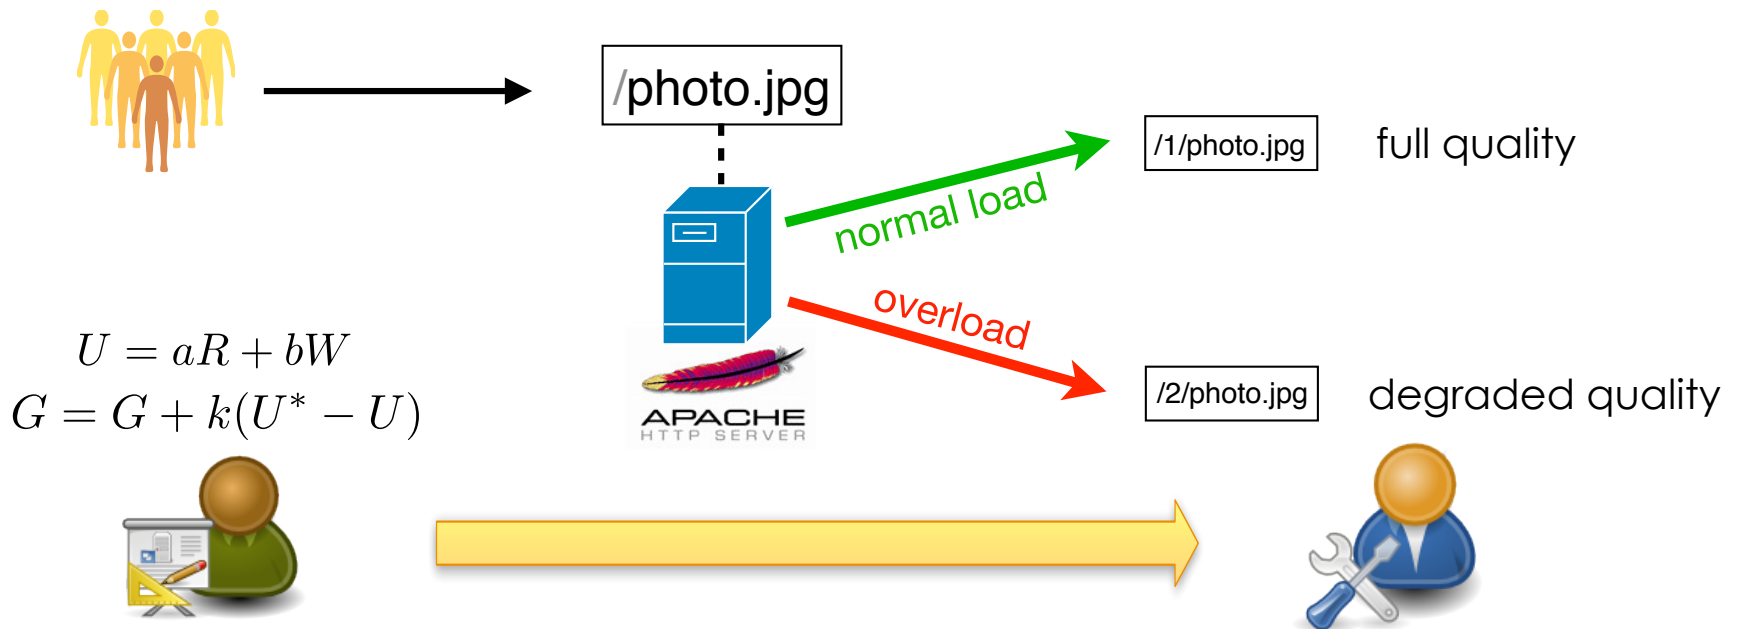 /photo.jpg
/1/photo.jpg
full quality
normal load
overload
U = aR + bW
G = G + k(U* − U)
/2/photo.jpg
degraded quality
APACHE
HTTP SERVER